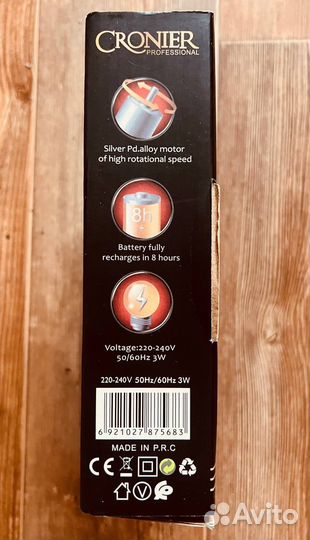 CRONIER
PROFESSIONAL
Silver Pd.alloy motor
of high rotational speed
8h
Battery fully
recharges in 8 hours
Voltage:220-240V
50/60Hz 3W
220-240V 50Hz/60Hz 3W
6 921027 875683
MADE IN P.R.C
CE
V
Avito